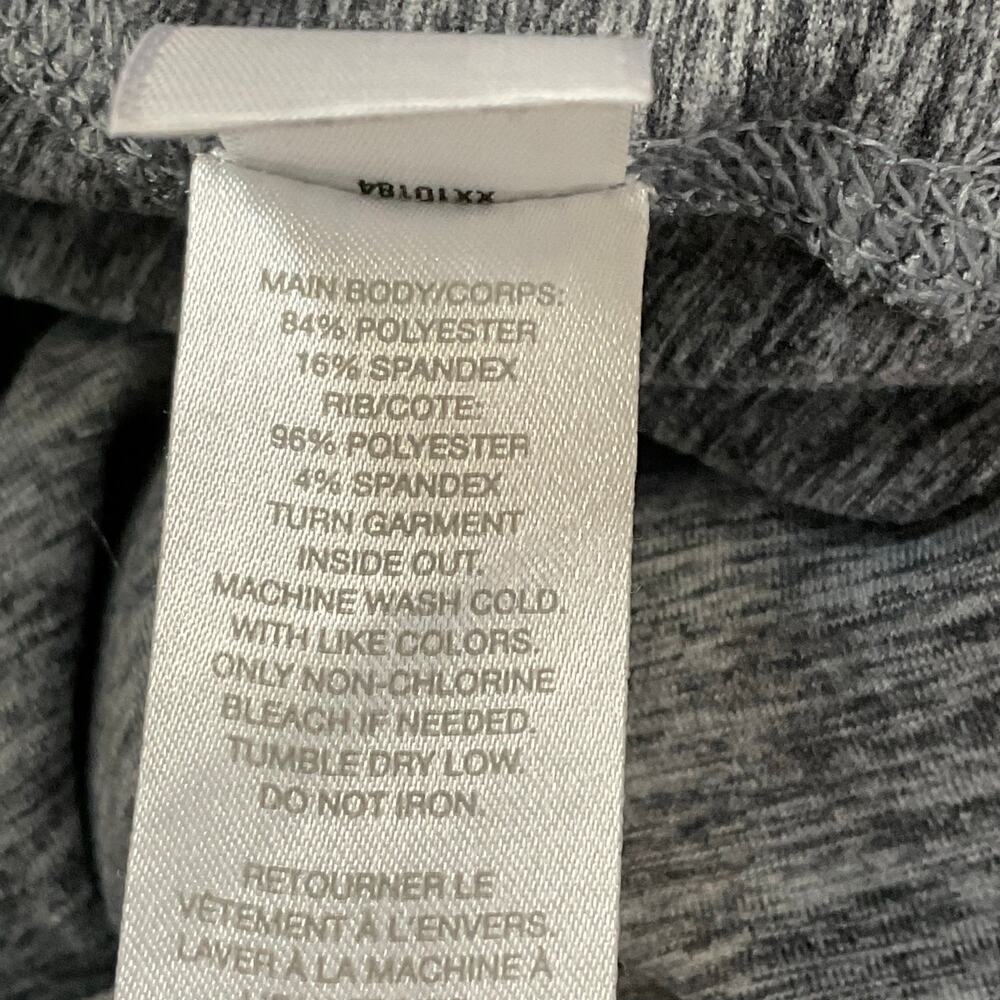 XX10184
MAIN BODY/CORPS:
84% POLYESTER
16% SPANDEX
RIB/COTE:
96% POLYESTER
4% SPANDEX
TURN GARMENT
INSIDE OUT.
MACHINE WASH COLD.
WITH LIKE COLORS.
ONLY NON-CHLORINE
BLEACH IF NEEDED.
TUMBLE DRY LOW.
DO NOT IRON.
RETOURNER LE
VÊTEMENT À L'ENVERS.
LAVER À LA MACHINE À